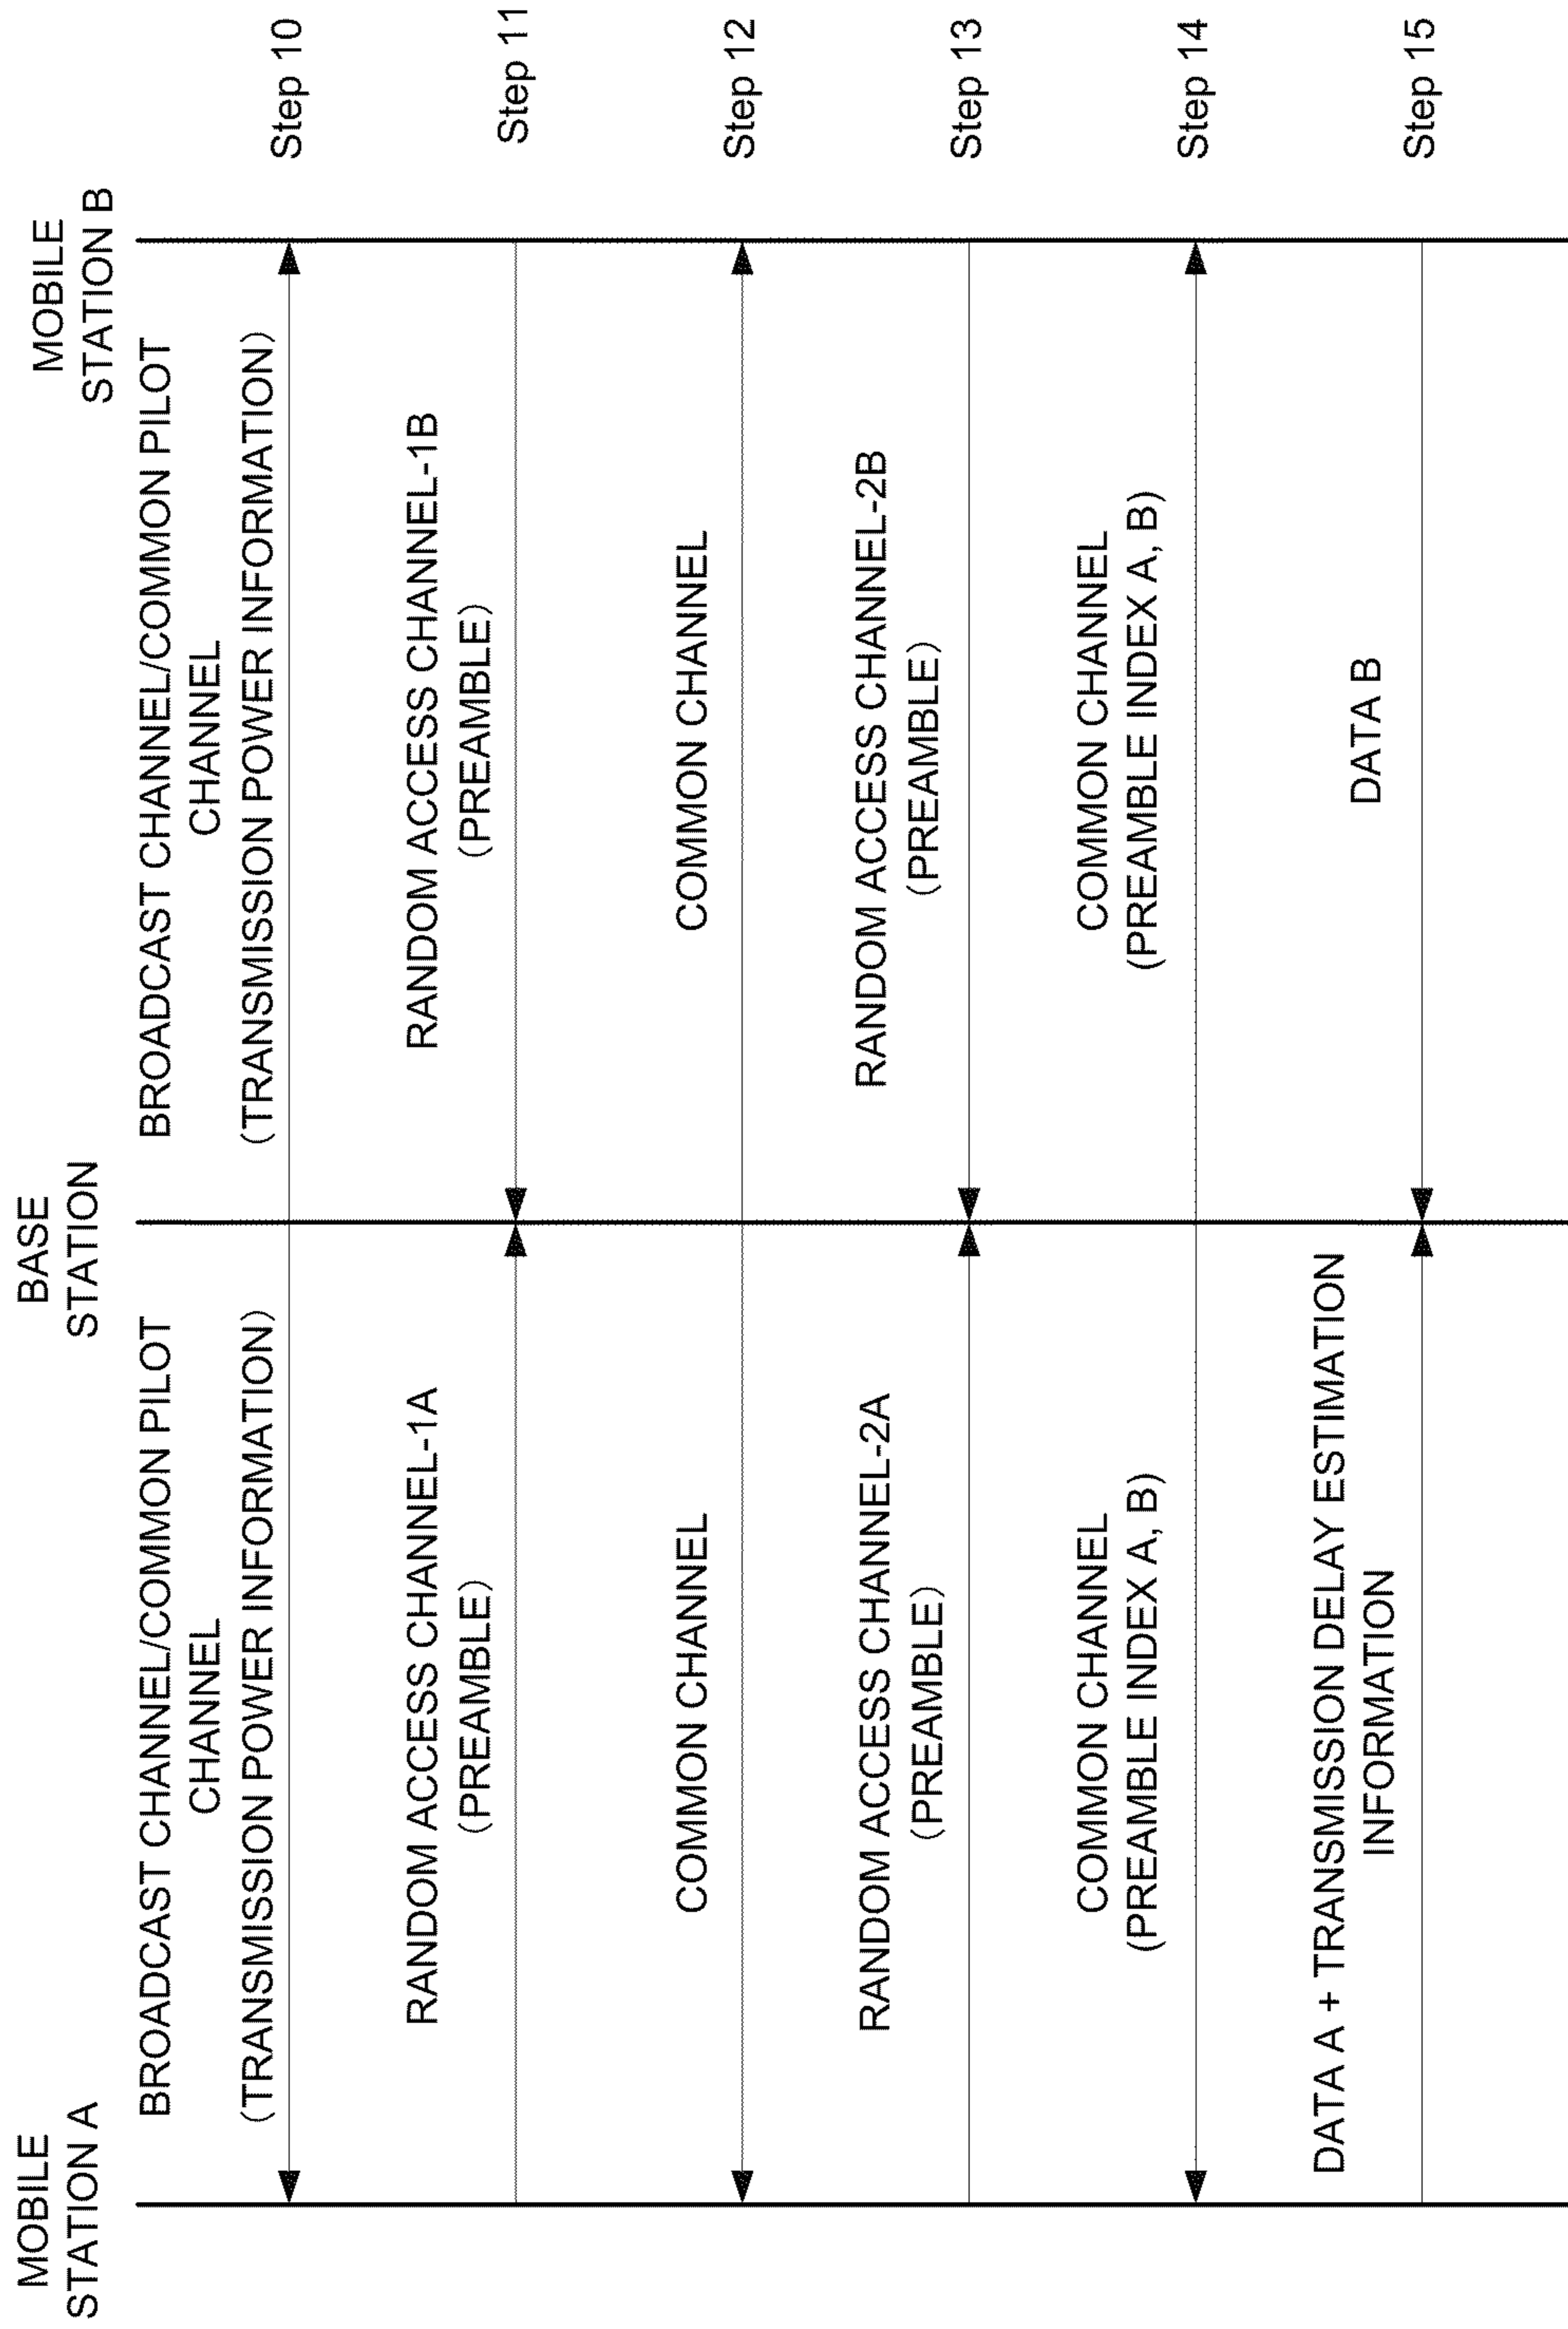 MOBILE
STATION A
BASE
STATION
MOBILE
STATION B
BROADCAST CHANNEL/COMMON PILOT
CHANNEL
(TRANSMISSION POWER INFORMATION)
BROADCAST CHANNEL/COMMON PILOT
CHANNEL
(TRANSMISSION POWER INFORMATION)
Step 10
RANDOM ACCESS CHANNEL-1A
(PREAMBLE)
RANDOM ACCESS CHANNEL-1B
(PREAMBLE)
Step 11
COMMON CHANNEL
COMMON CHANNEL
Step 12
RANDOM ACCESS CHANNEL-2A
(PREAMBLE)
RANDOM ACCESS CHANNEL-2B
(PREAMBLE)
Step 13
COMMON CHANNEL
(PREAMBLE INDEX A, B)
COMMON CHANNEL
(PREAMBLE INDEX A, B)
Step 14
DATA A + TRANSMISSION DELAY ESTIMATION
INFORMATION
DATA B
Step 15